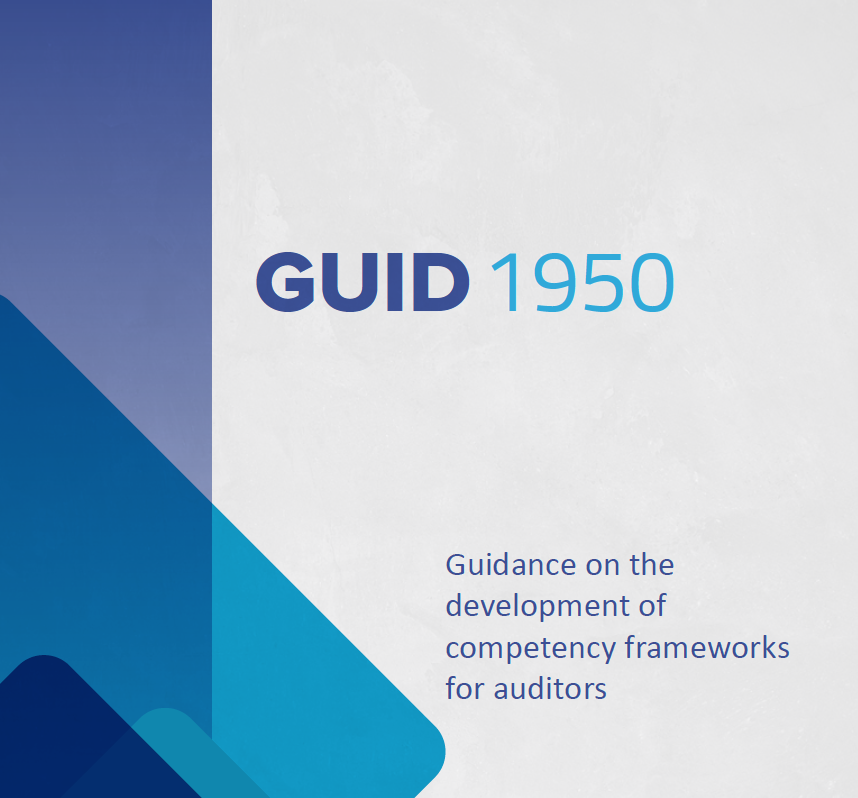 GUID 1950
Guidance on the
development of
competency frameworks
for auditors